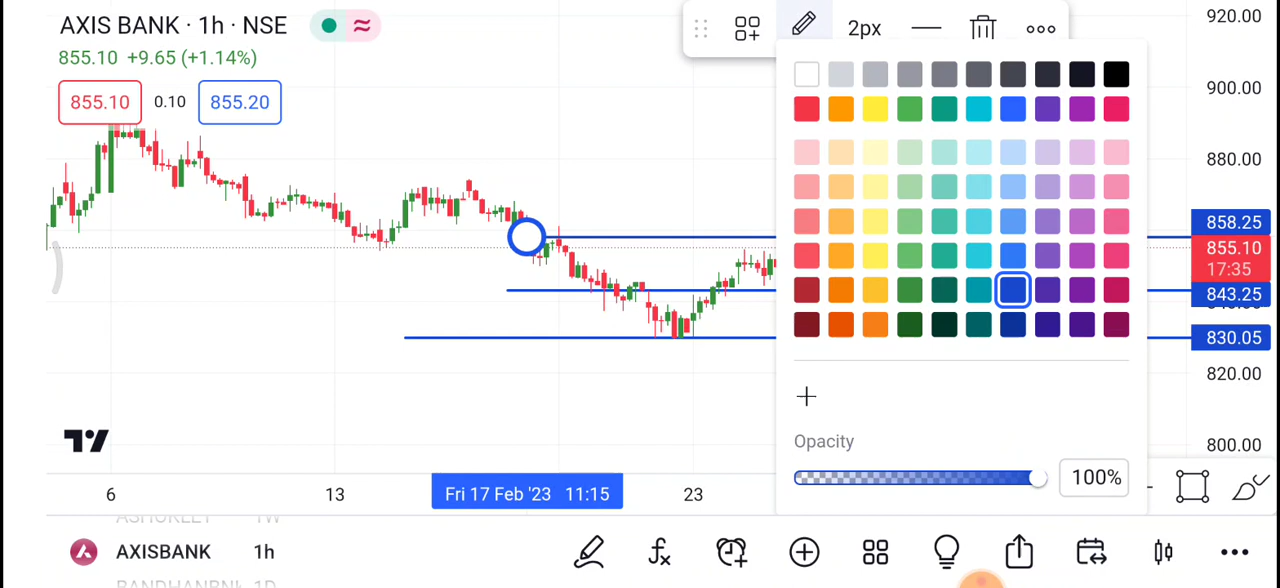 AXIS BANK · 1h · NSE
855.10 +9.65 (+1.14%)
855.10 0.10 855.20
2px
920.00
900.00
880.00
858.25
855.10
17:35
843.25
830.05
820.00
800.00
Opacity
100%
6 13 Fri 17 Feb '23 11:15 23
AXISBANK 1h